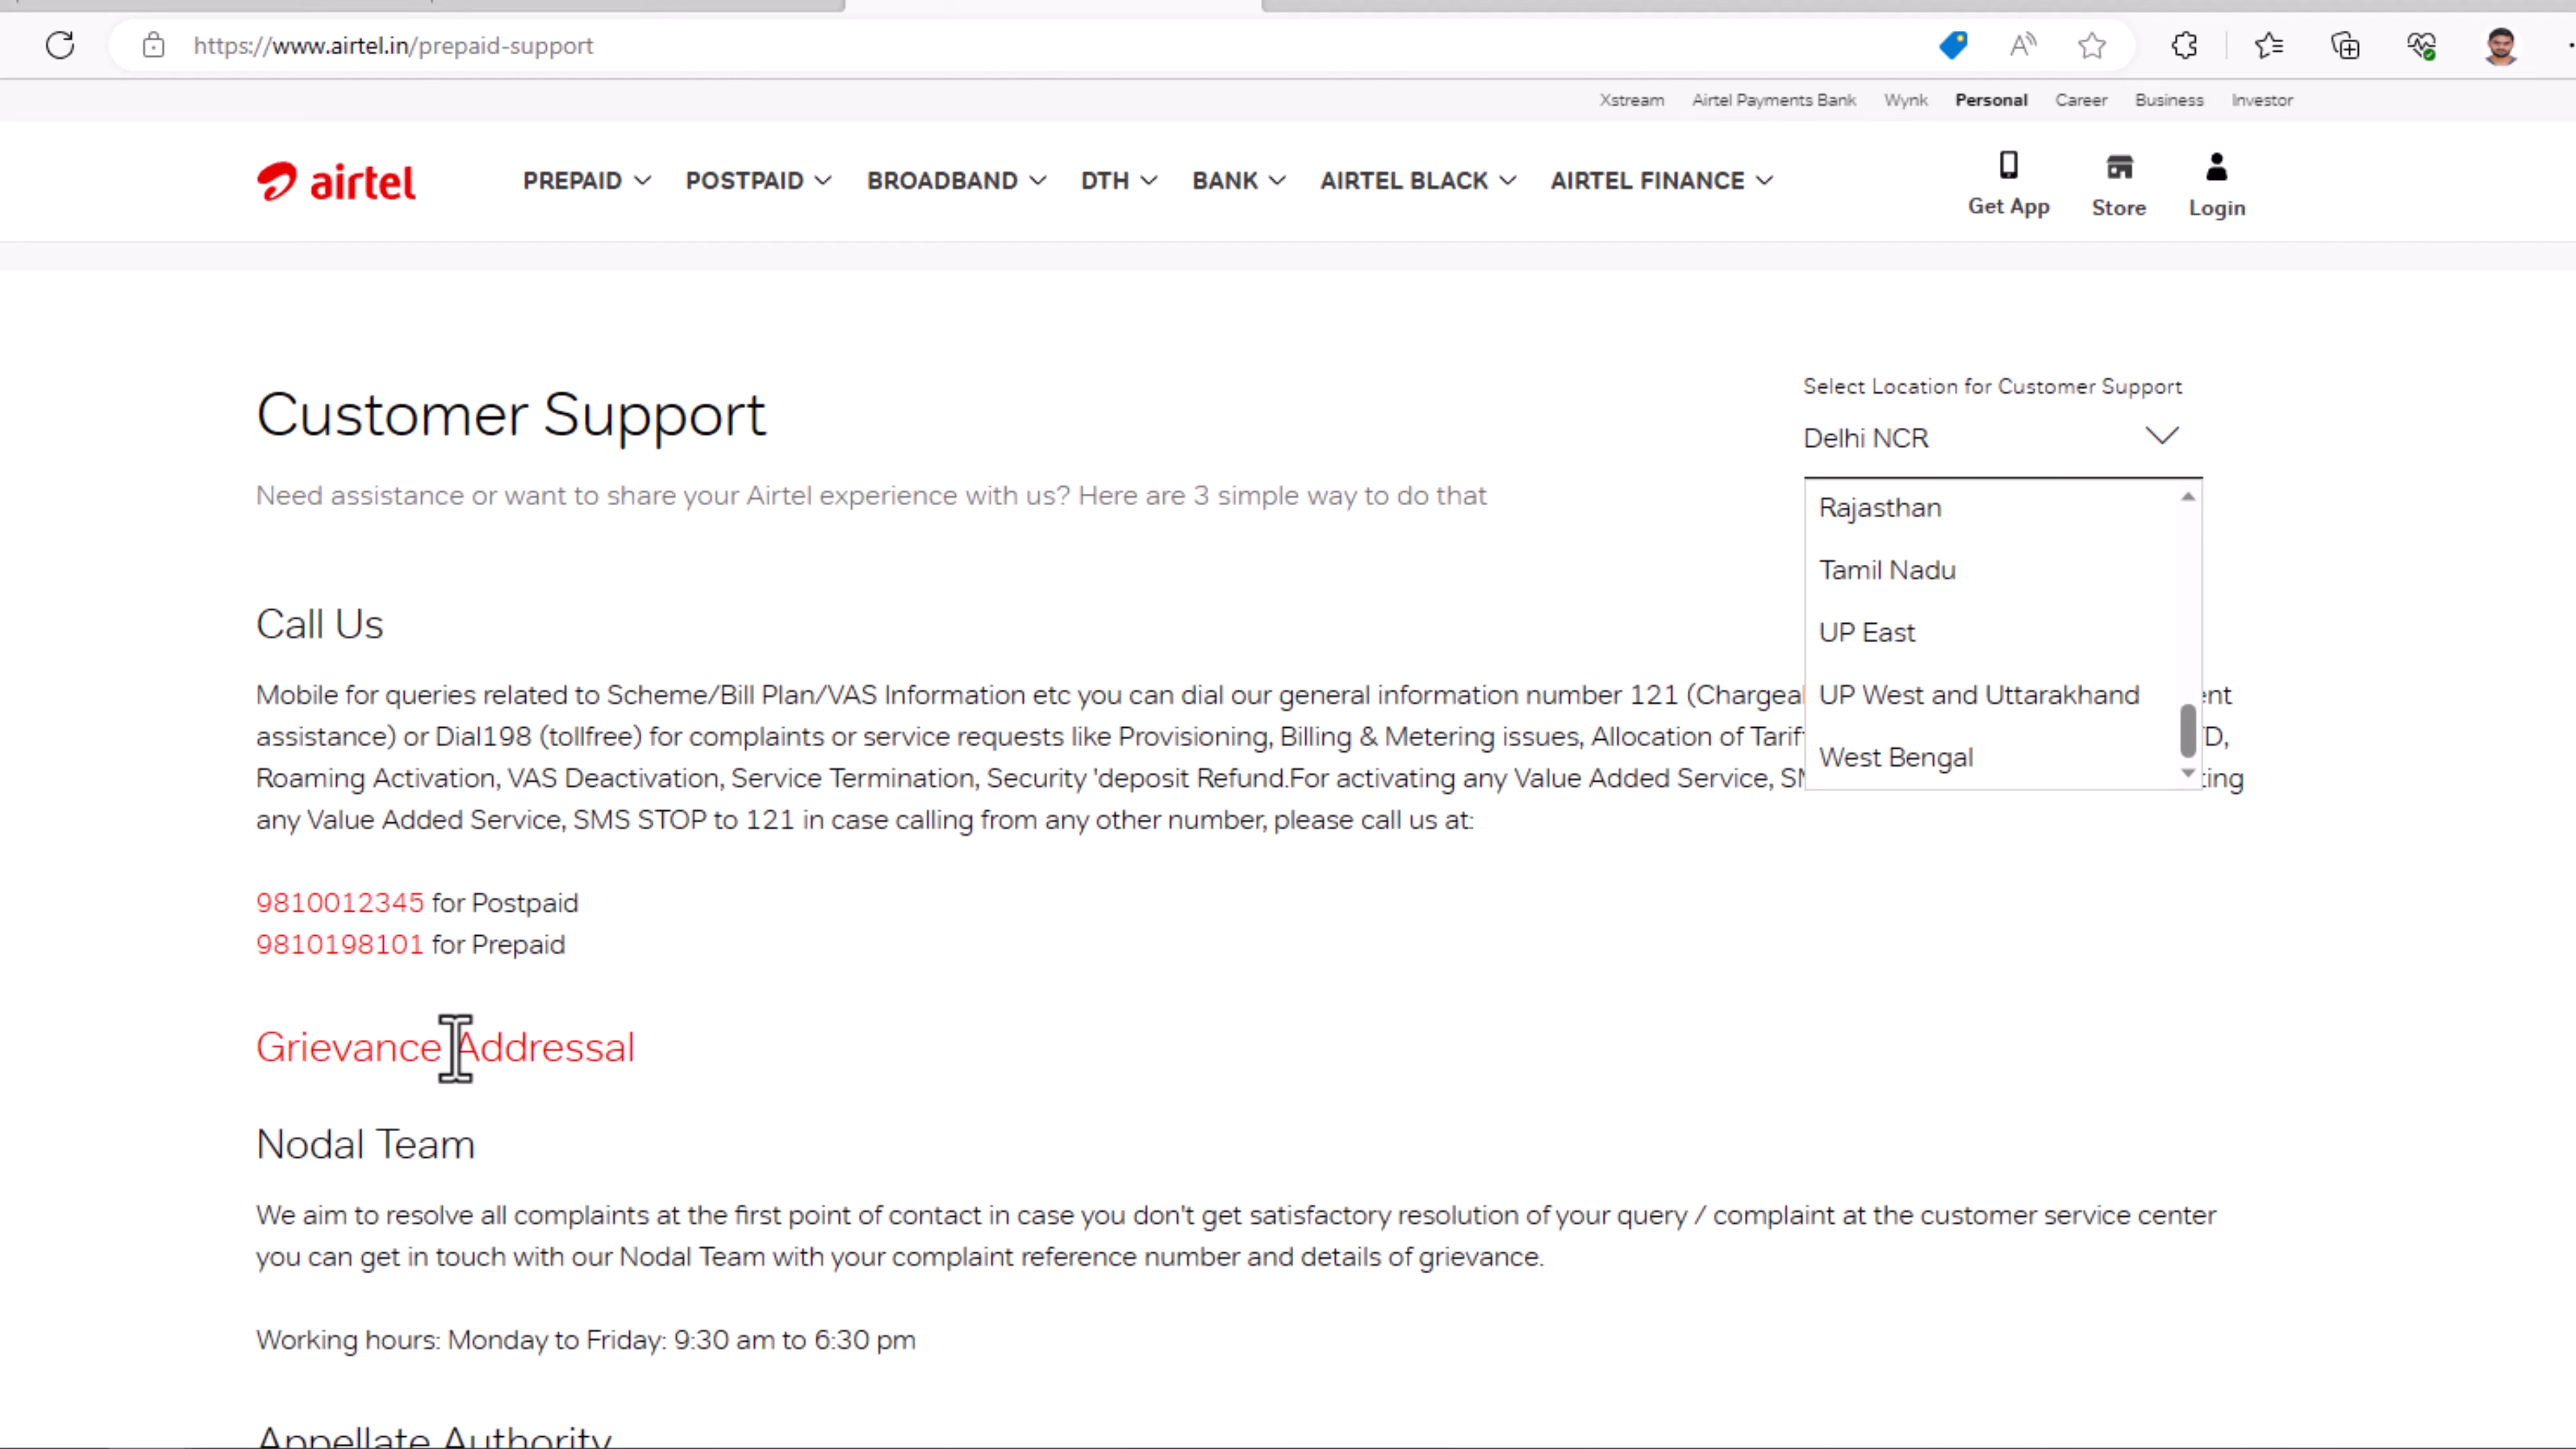 https://www.airtel.in/prepaid-support
Xstream Airtel Payments Bank Wynk Personal Career Business Investor
airtel PREPAID POSTPAID BROADBAND DTH BANK AIRTEL BLACK AIRTEL FINANCE
Get App Store Login
Customer Support
Select Location for Customer Support
Delhi NCR
Need assistance or want to share your Airtel experience with us? Here are 3 simple way to do that
Rajasthan
Tamil Nadu
UP East
UP West and Uttarakhand
West Bengal
Call Us
Mobile for queries related to Scheme/Bill Plan/VAS Information etc you can dial our general information number 121
assistance) or Dial198 (tollfree) for complaints or service requests like Provisioning, Billing & Metering issues, Allocation of
Roaming Activation, VAS Deactivation, Service Termination, Security 'deposit Refund.For activating any Value Added Service,
any Value Added Service, SMS STOP to 121 in case calling from any other number, please call us at:
9810012345 for Postpaid
9810198101 for Prepaid
Grievance Addressal
Nodal Team
We aim to resolve all complaints at the first point of contact in case you don't get satisfactory resolution of your query / complaint at the customer service center
you can get in touch with our Nodal Team with your complaint reference number and details of grievance.
Working hours: Monday to Friday: 9:30 am to 6:30 pm
Appellate Authority